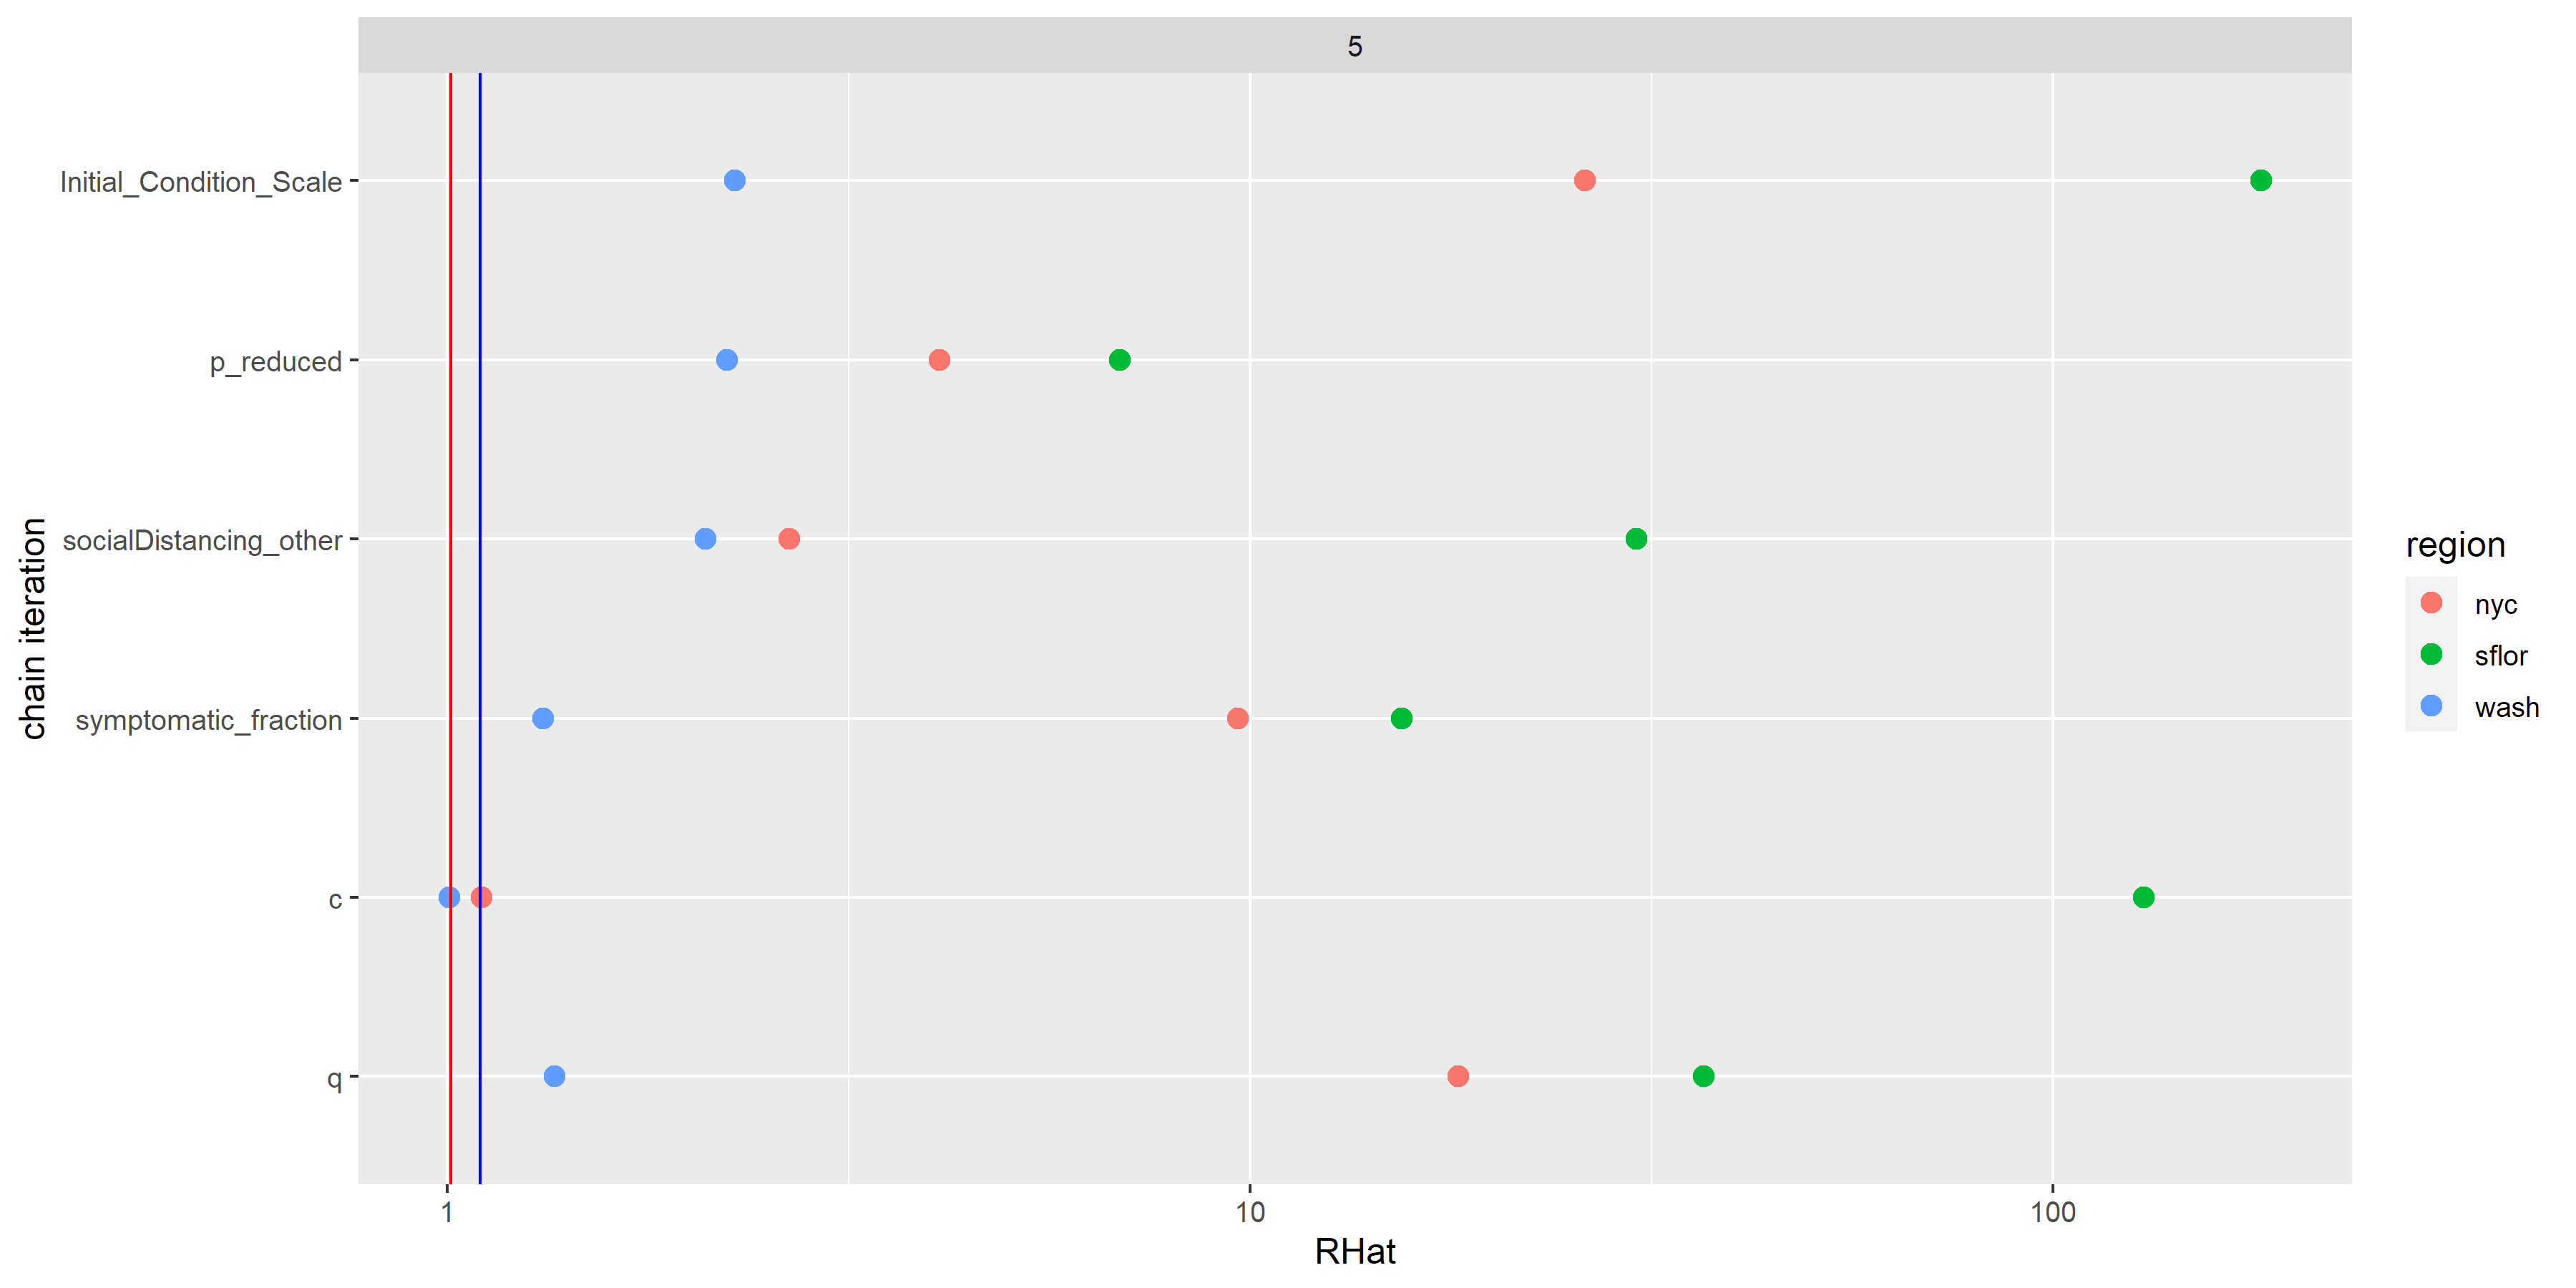 5
Initial_Condition_Scale
p_reduced
socialDistancing_other
symptomatic_fraction
c
q
chain iteration
1
10
100
RHat
region
nyc
sflor
wash